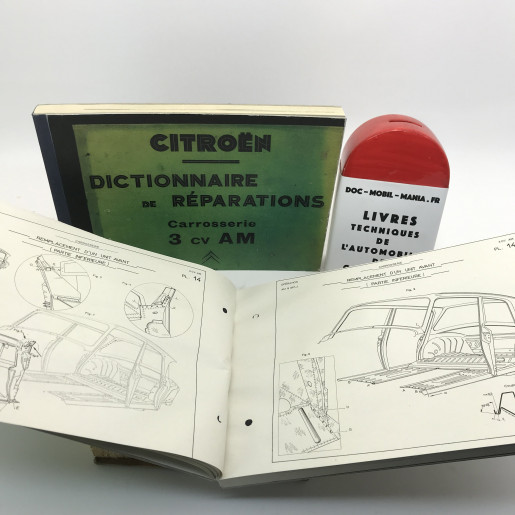 CITROËN
DICTIONNAIRE
DE RÉPARATIONS
Carrosserie
3 CV AM
DOC-MOBIL-MANIA.FR
LIVRES
TECHNIQUES
DE
L'AUTOMOBILE
REMPLACEMENT D'UN UNIT AVANT
( PARTIE INFÉRIEURE )
PL. 14
REMPLACEMENT D'UN UNIT AVANT
( PARTIE INFÉRIEURE )
PL. 14